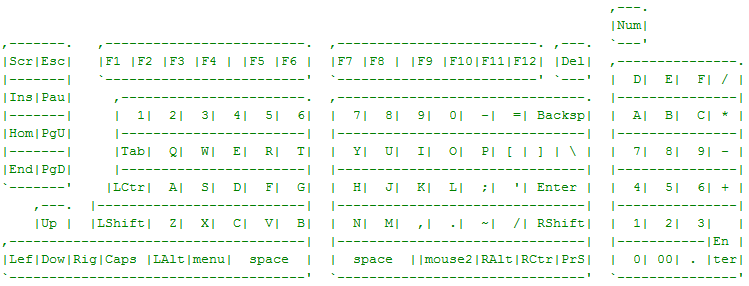 Num
Scr Esc F1 F2 F3 F4 F5 F6 F7 F8 F9 F10 F11 F12 Del
D E F /
Ins Pau 1 2 3 4 5 6 7 8 9 0 - = Backsp A B C *
Hom PgU Tab Q W E R T Y U I O P [ ] \ 7 8 9 -
End PgD LCtr A S D F G H J K L ; ' Enter 4 5 6 +
Up LShift Z X C V B N M , . ~ / RShift 1 2 3
En
Lef Dow Rig Caps LAlt menu space space mouse2 RAlt RCtr PrS 0 00 . ter